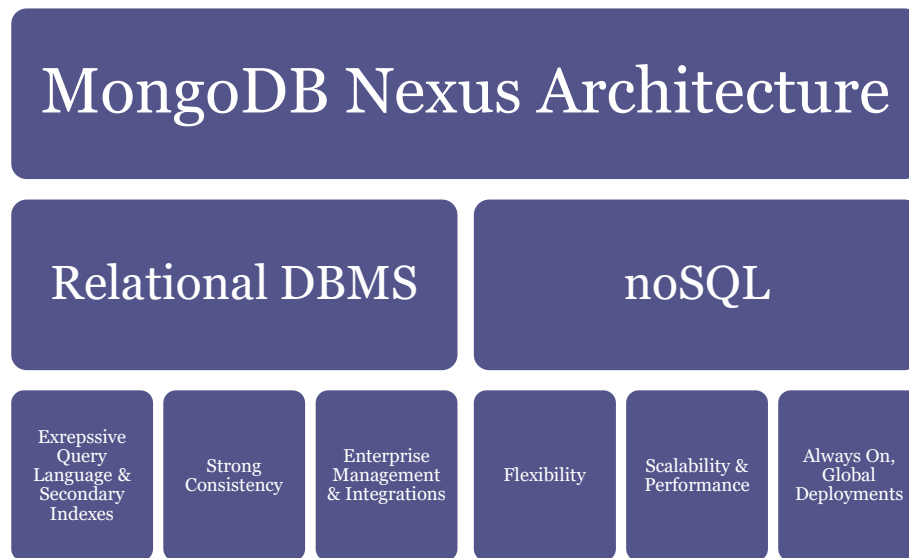 MongoDB Nexus Architecture
Relational DBMS
noSQL
Exrepssive
Query
Language &
Secondary
Indexes
Strong
Consistency
Enterprise
Management
& Integrations
Flexibility
Scalability &
Performance
Always On,
Global
Deployments